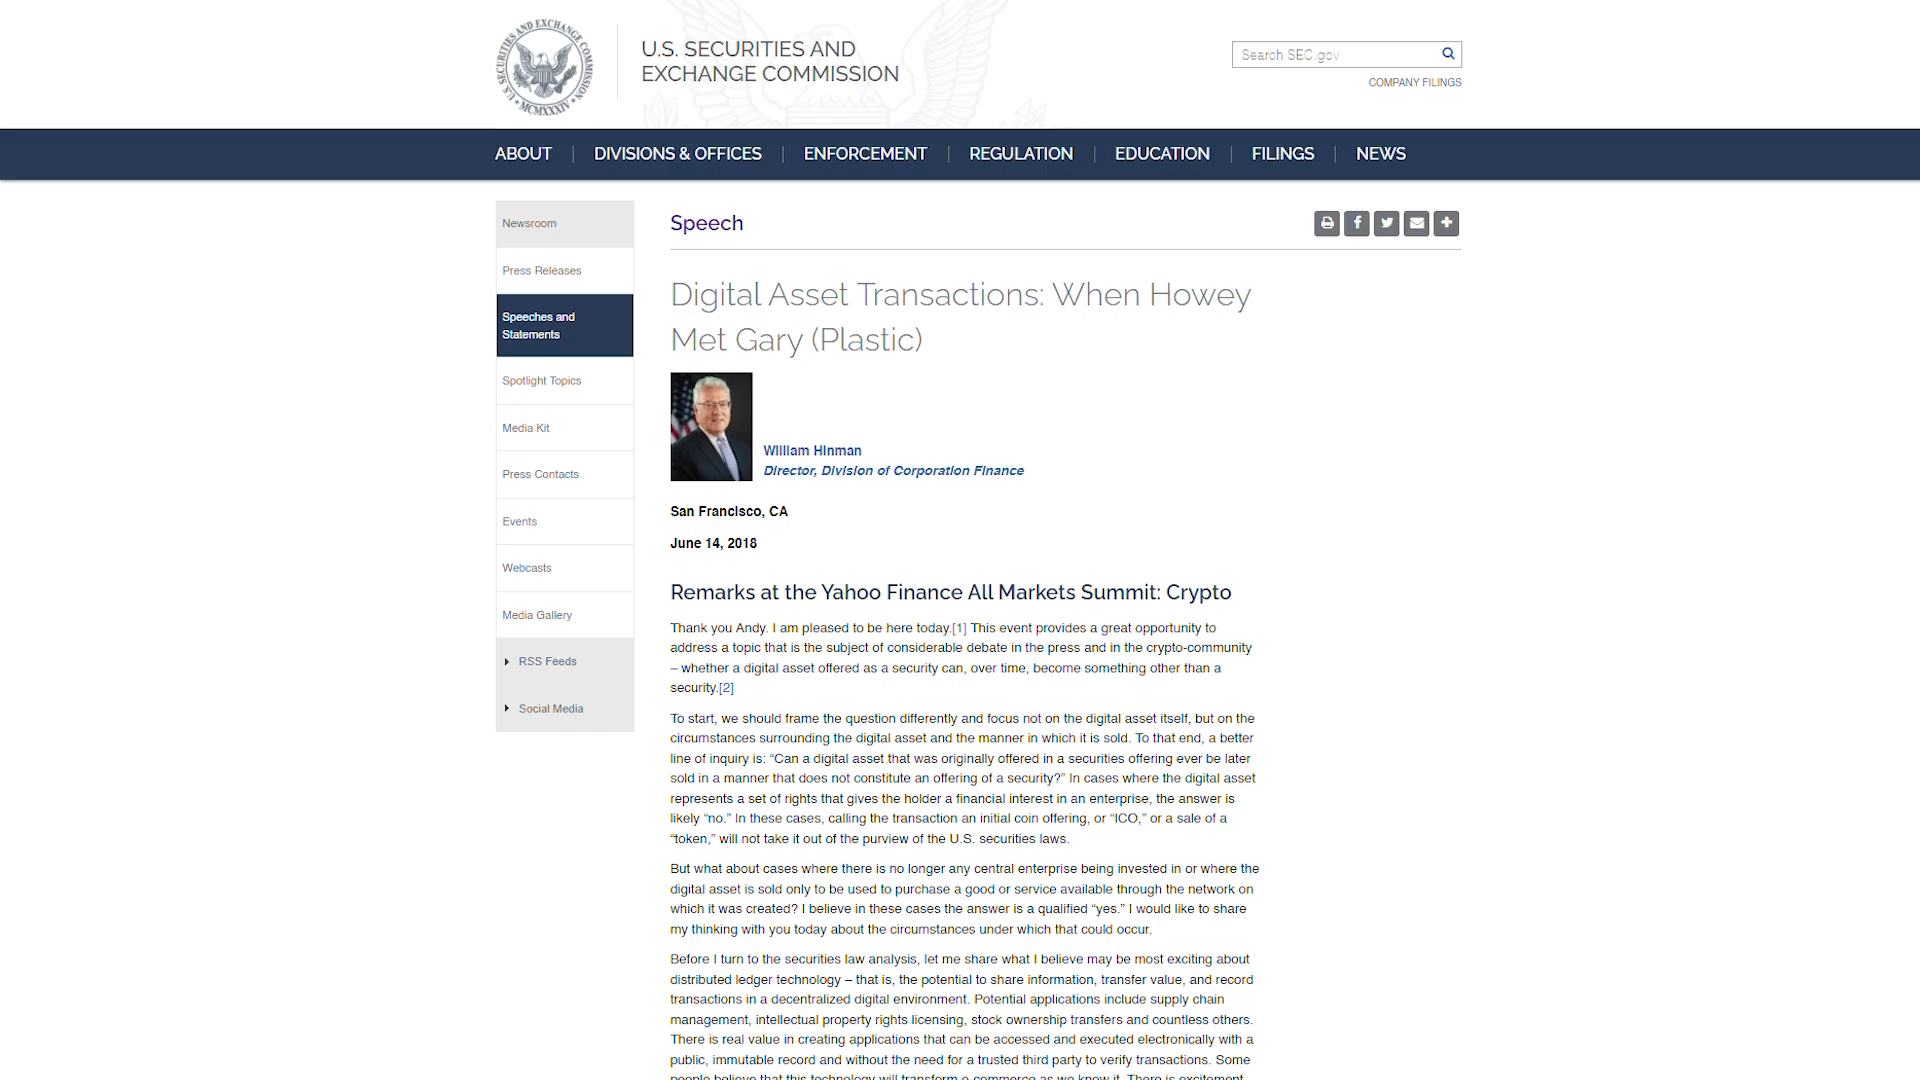 U.S. SECURITIES AND EXCHANGE COMMISSION
MCMXXXIV
U.S. SECURITIES AND
EXCHANGE COMMISSION
Search SEC.gov
COMPANY FILINGS
ABOUT
DIVISIONS & OFFICES
ENFORCEMENT
REGULATION
EDUCATION
FILINGS
NEWS
Newsroom
Press Releases
Speeches and
Statements
Spotlight Topics
Media Kit
Press Contacts
Events
Webcasts
Media Gallery
RSS Feeds
Social Media
Speech
Digital Asset Transactions: When Howey
Met Gary (Plastic)
William Hinman
Director, Division of Corporation Finance
San Francisco, CA
June 14, 2018
Remarks at the Yahoo Finance All Markets Summit: Crypto
Thank you Andy. I am pleased to be here today.[1] This event provides a great opportunity to
address a topic that is the subject of considerable debate in the press and in the crypto-community
– whether a digital asset offered as a security can, over time, become something other than a
security.[2]
To start, we should frame the question differently and focus not on the digital asset itself, but on the
circumstances surrounding the digital asset and the manner in which it is sold. To that end, a better
line of inquiry is: “Can a digital asset that was originally offered in a securities offering ever be later
sold in a manner that does not constitute an offering of a security?” In cases where the digital asset
represents a set of rights that gives the holder a financial interest in an enterprise, the answer is
likely “no.” In these cases, calling the transaction an initial coin offering, or “ICO,” or a sale of a
“token,” will not take it out of the purview of the U.S. securities laws.
But what about cases where there is no longer any central enterprise being invested in or where the
digital asset is sold only to be used to purchase a good or service available through the network on
which it was created? I believe in these cases the answer is a qualified “yes.” I would like to share
my thinking with you today about the circumstances under which that could occur.
Before I turn to the securities law analysis, let me share what I believe may be most exciting about
distributed ledger technology – that is, the potential to share information, transfer value, and record
transactions in a decentralized digital environment. Potential applications include supply chain
management, intellectual property rights licensing, stock ownership transfers and countless others.
There is real value in creating applications that can be accessed and executed electronically with a
public, immutable record and without the need for a trusted third party to verify transactions. Some
people believe that this technology will transform e-commerce as we know it. There is excitement